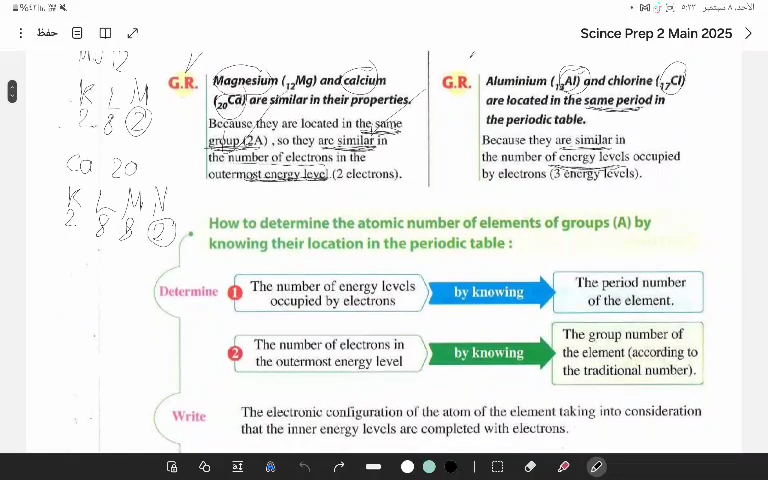 الأحد، ٨ سبتمبر ٥:٢٢
حفظ
Scince Prep 2 Main 2025
Mg 12
K L M
2 8 2
Ca 20
K L M N
2 8 8 2
G.R. Magnesium (12Mg) and calcium
(20Ca) are similar in their properties.
Because they are located in the same
group (2A) , so they are similar in
the number of electrons in the
outermost energy level (2 electrons).
G.R. Aluminium (13Al) and chlorine (17Cl)
are located in the same period in
the periodic table.
Because they are similar in
the number of energy levels occupied
by electrons (3 energy levels).
How to determine the atomic number of elements of groups (A) by
knowing their location in the periodic table :
Determine
1 The number of energy levels
occupied by electrons
by knowing
The period number
of the element.
2 The number of electrons in
the outermost energy level
by knowing
The group number of
the element (according to
the traditional number).
Write
The electronic configuration of the atom of the element taking into consideration
that the inner energy levels are completed with electrons.